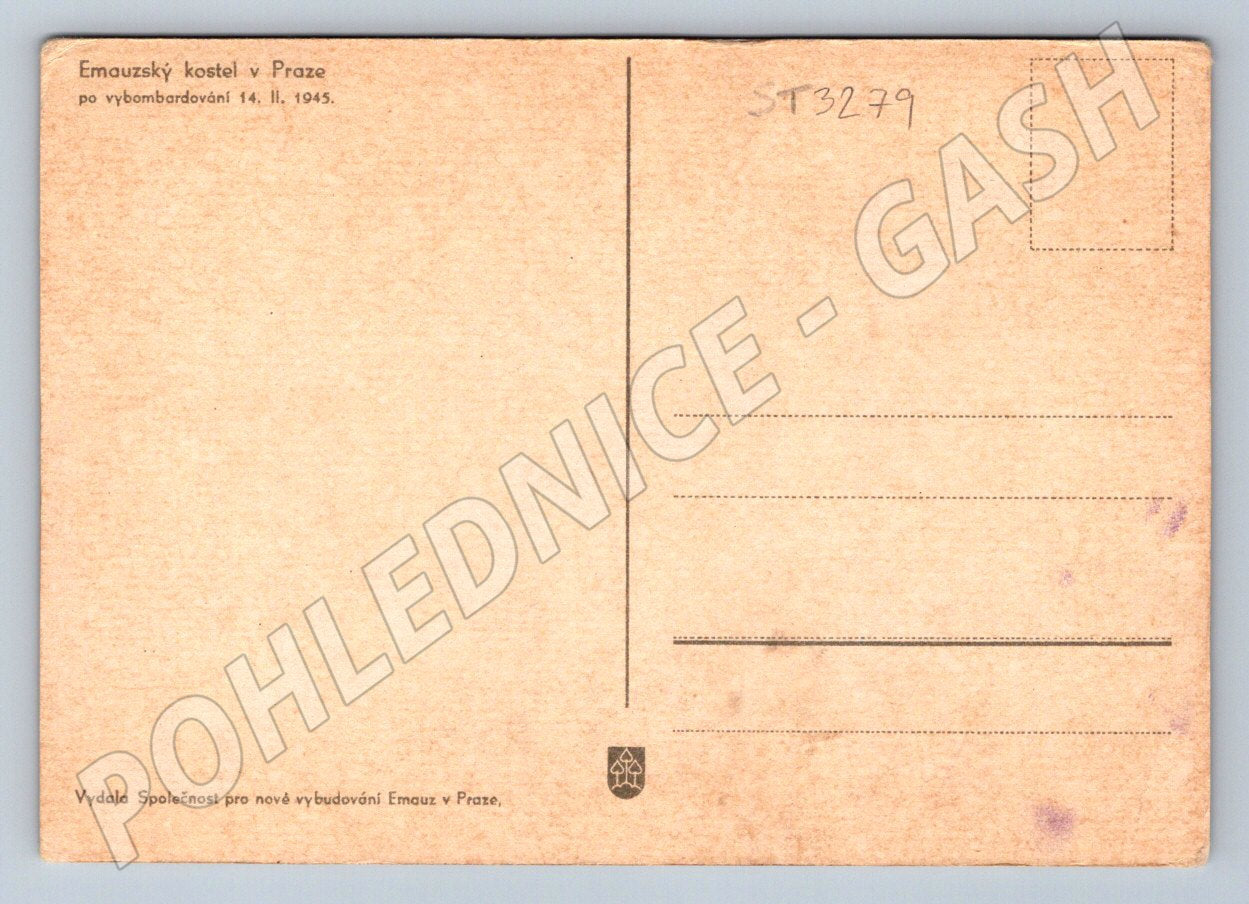 Emauzský kostel v Praze
po vybombardování 14. II. 1945.
ST3279
Vydala Společnost pro nové vybudování Emauz v Praze,
POHLEDNICE - GASH